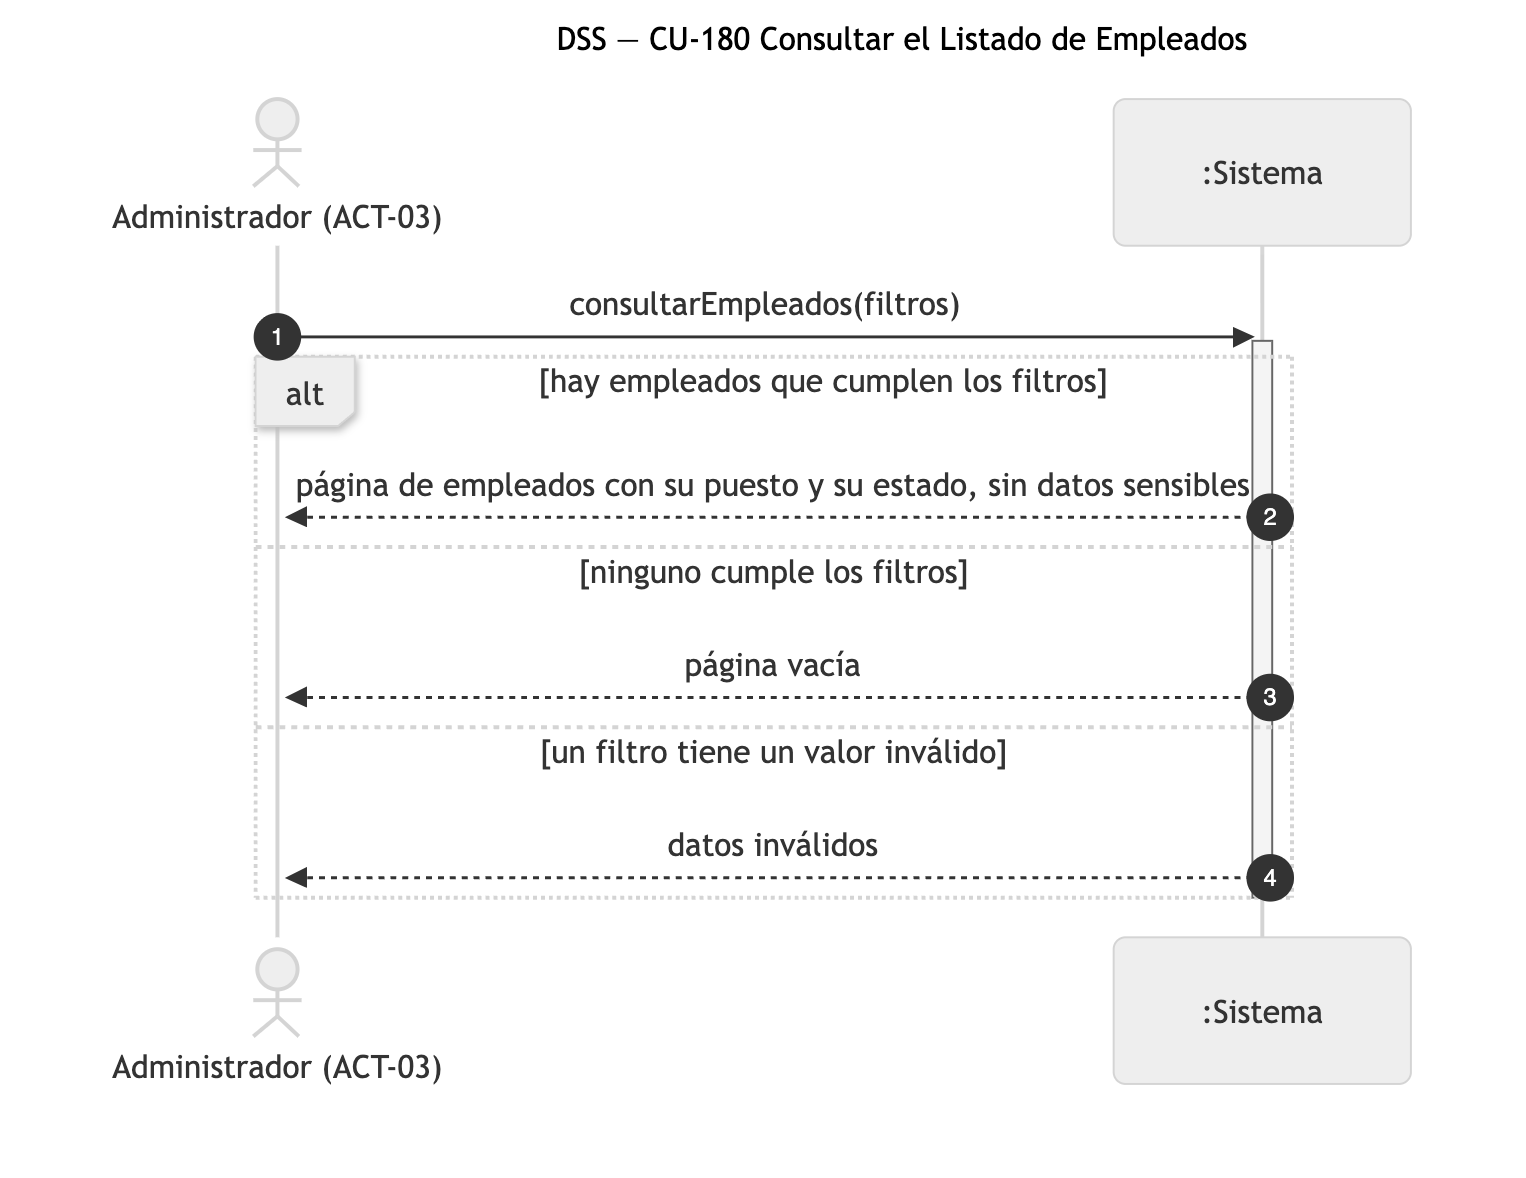 DSS — CU-180 Consultar el Listado de Empleados
Administrador (ACT-03)
:Sistema
consultarEmpleados(filtros)
1
alt
[hay empleados que cumplen los filtros]
página de empleados con su puesto y su estado, sin datos sensibles
2
[ninguno cumple los filtros]
página vacía
3
[un filtro tiene un valor inválido]
datos inválidos
4
:Sistema
Administrador (ACT-03)